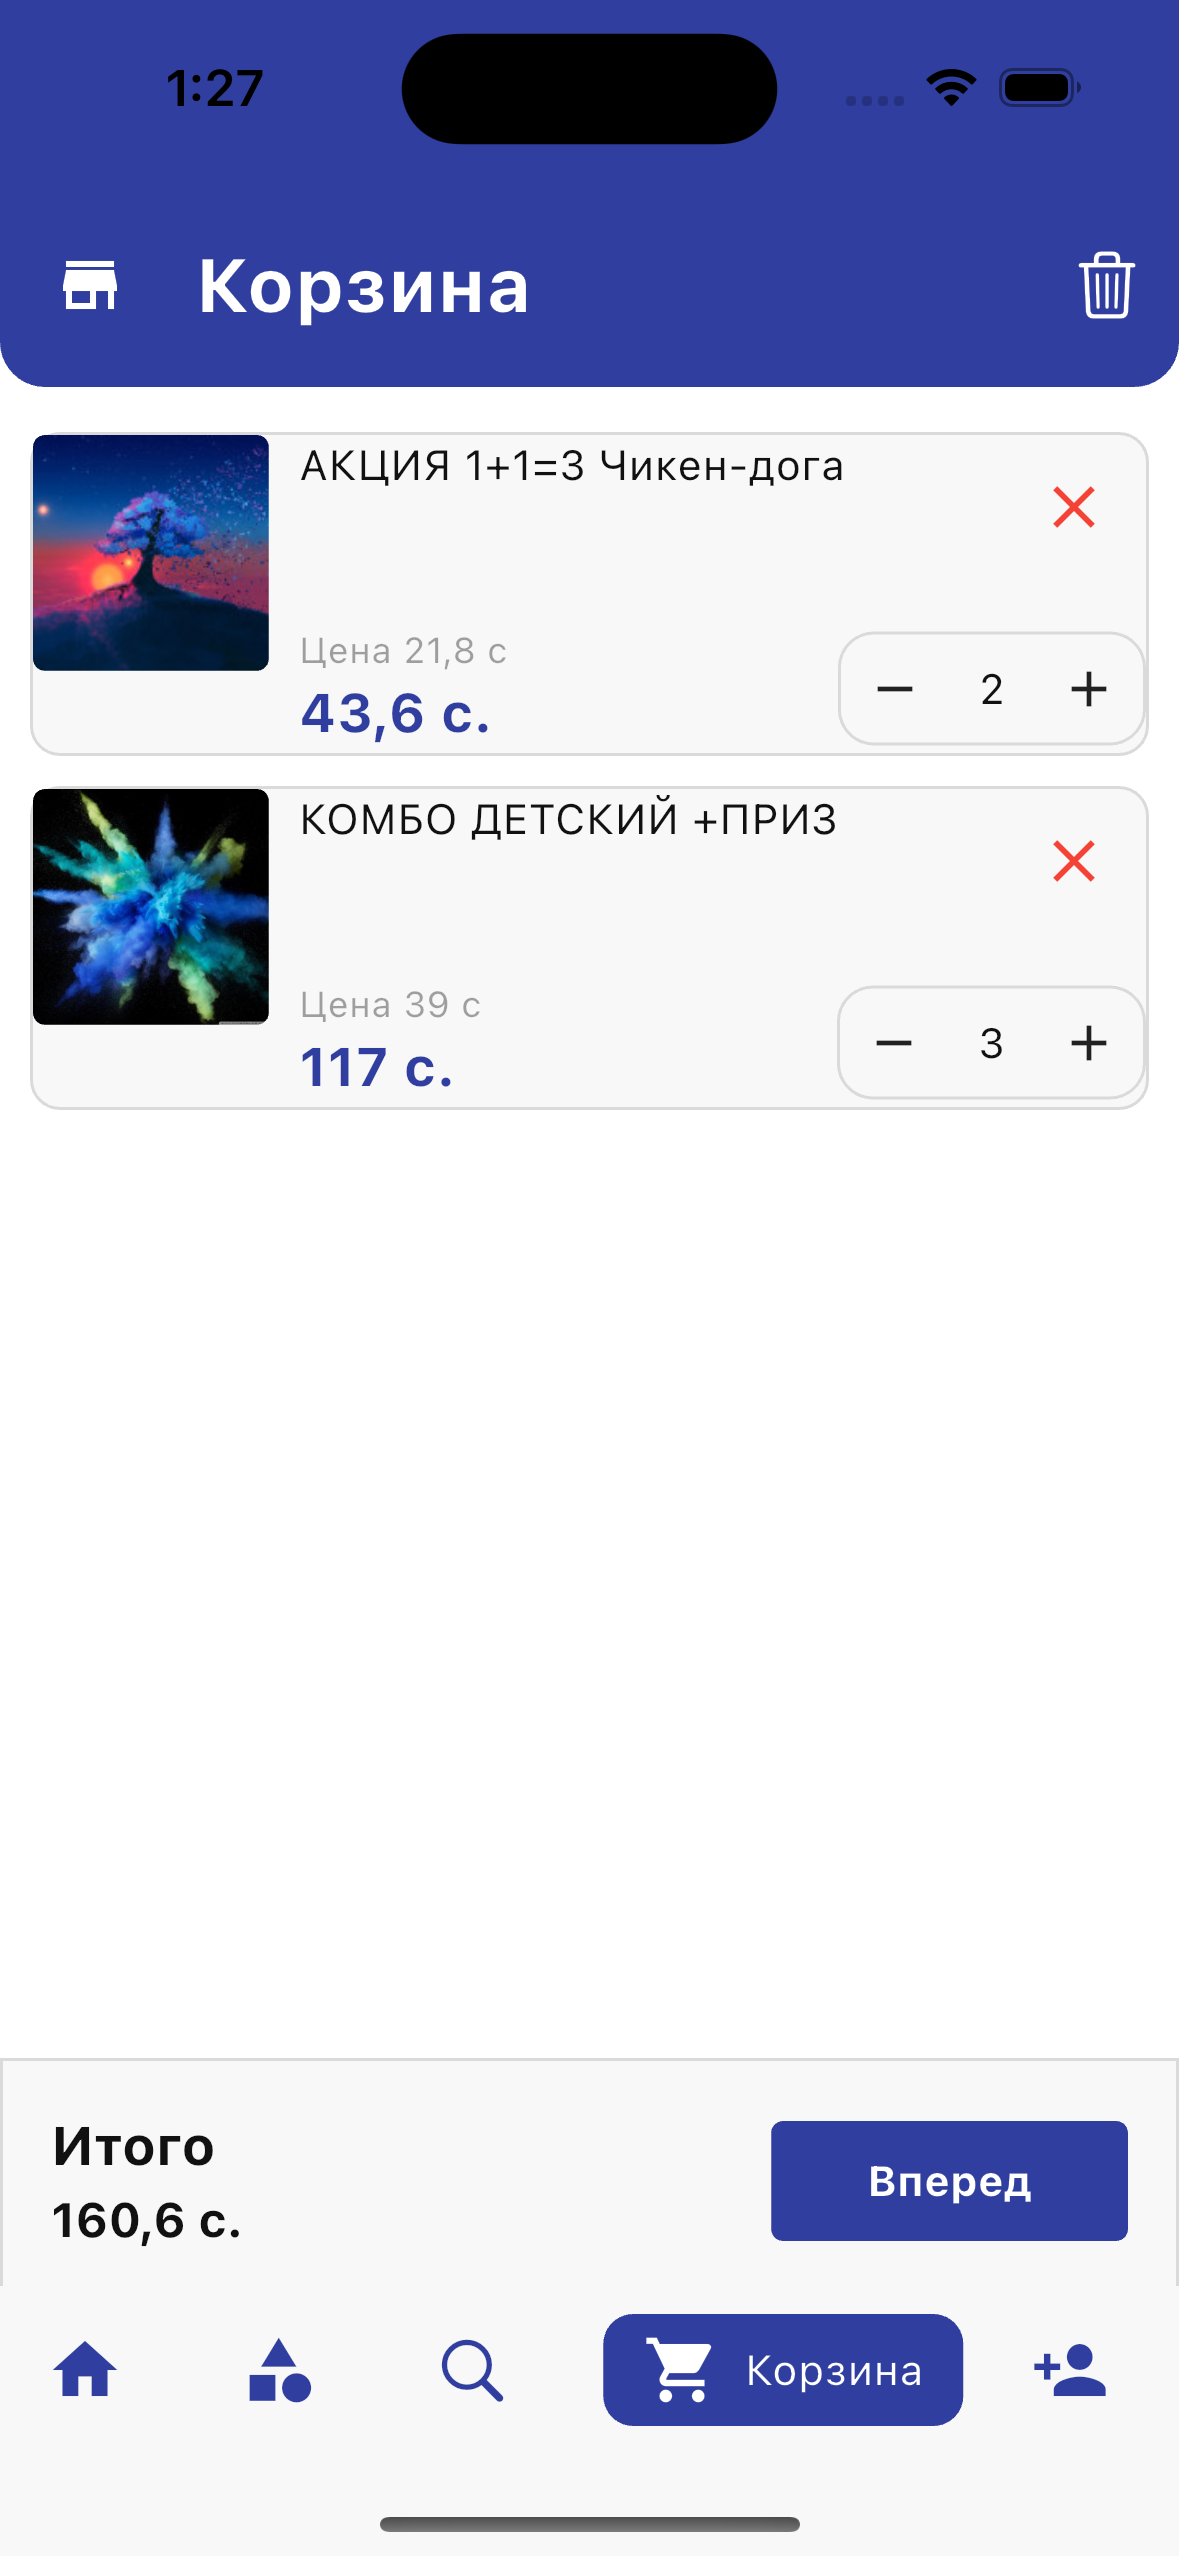 1:27
Корзина
АКЦИЯ 1+1=3 Чикен-дога
Цена 21,8 с
43,6 с.
2
КОМБО ДЕТСКИЙ +ПРИЗ
Цена 39 с
117 с.
3
Итого
160,6 с.
Вперед
Корзина